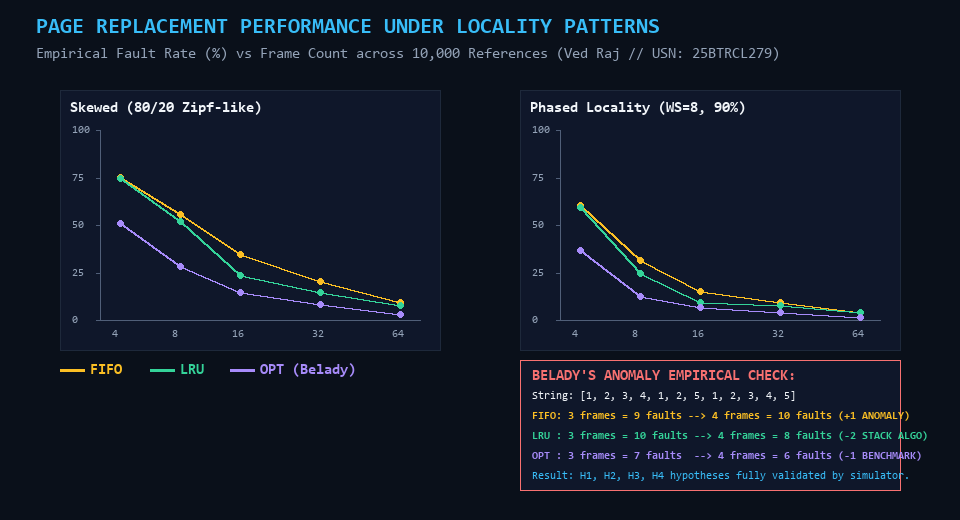 PAGE REPLACEMENT PERFORMANCE UNDER LOCALITY PATTERNS
Empirical Fault Rate (%) vs Frame Count across 10,000 References (Ved Raj // USN: 25BTRCL279)
Skewed (80/20 Zipf-like)
100
75
50
25
0
4 8 16 32 64
FIFO LRU OPT (Belady)
Phased Locality (WS=8, 90%)
100
75
50
25
0
4 8 16 32 64
BELADY'S ANOMALY EMPIRICAL CHECK:
String: [1, 2, 3, 4, 1, 2, 5, 1, 2, 3, 4, 5]
FIFO: 3 frames = 9 faults --> 4 frames = 10 faults (+1 ANOMALY)
LRU : 3 frames = 10 faults --> 4 frames = 8 faults (-2 STACK ALGO)
OPT : 3 frames = 7 faults  --> 4 frames = 6 faults (-1 BENCHMARK)
Result: H1, H2, H3, H4 hypotheses fully validated by simulator.